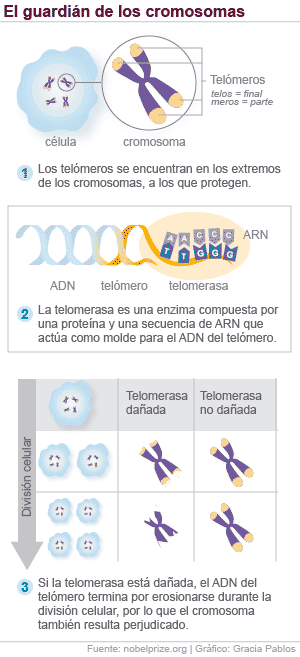 El guardián de los cromosomas
Telómeros
telos = final
meros = parte
célula
cromosoma
1 Los telómeros se encuentran en los extremos
de los cromosomas, a los que protegen.
A A C C C
ARN
T T G G G
ADN
telómero
telomerasa
2 La telomerasa es una enzima compuesta por
una proteína y una secuencia de ARN que
actúa como molde para el ADN del telómero.
División celular
Telomerasa
dañada
Telomerasa
no dañada
3 Si la telomerasa está dañada, el ADN del
telómero termina por erosionarse durante la
división celular, por lo que el cromosoma
también resulta perjudicado.
Fuente: nobelprize.org | Gráfico: Gracia Pablos